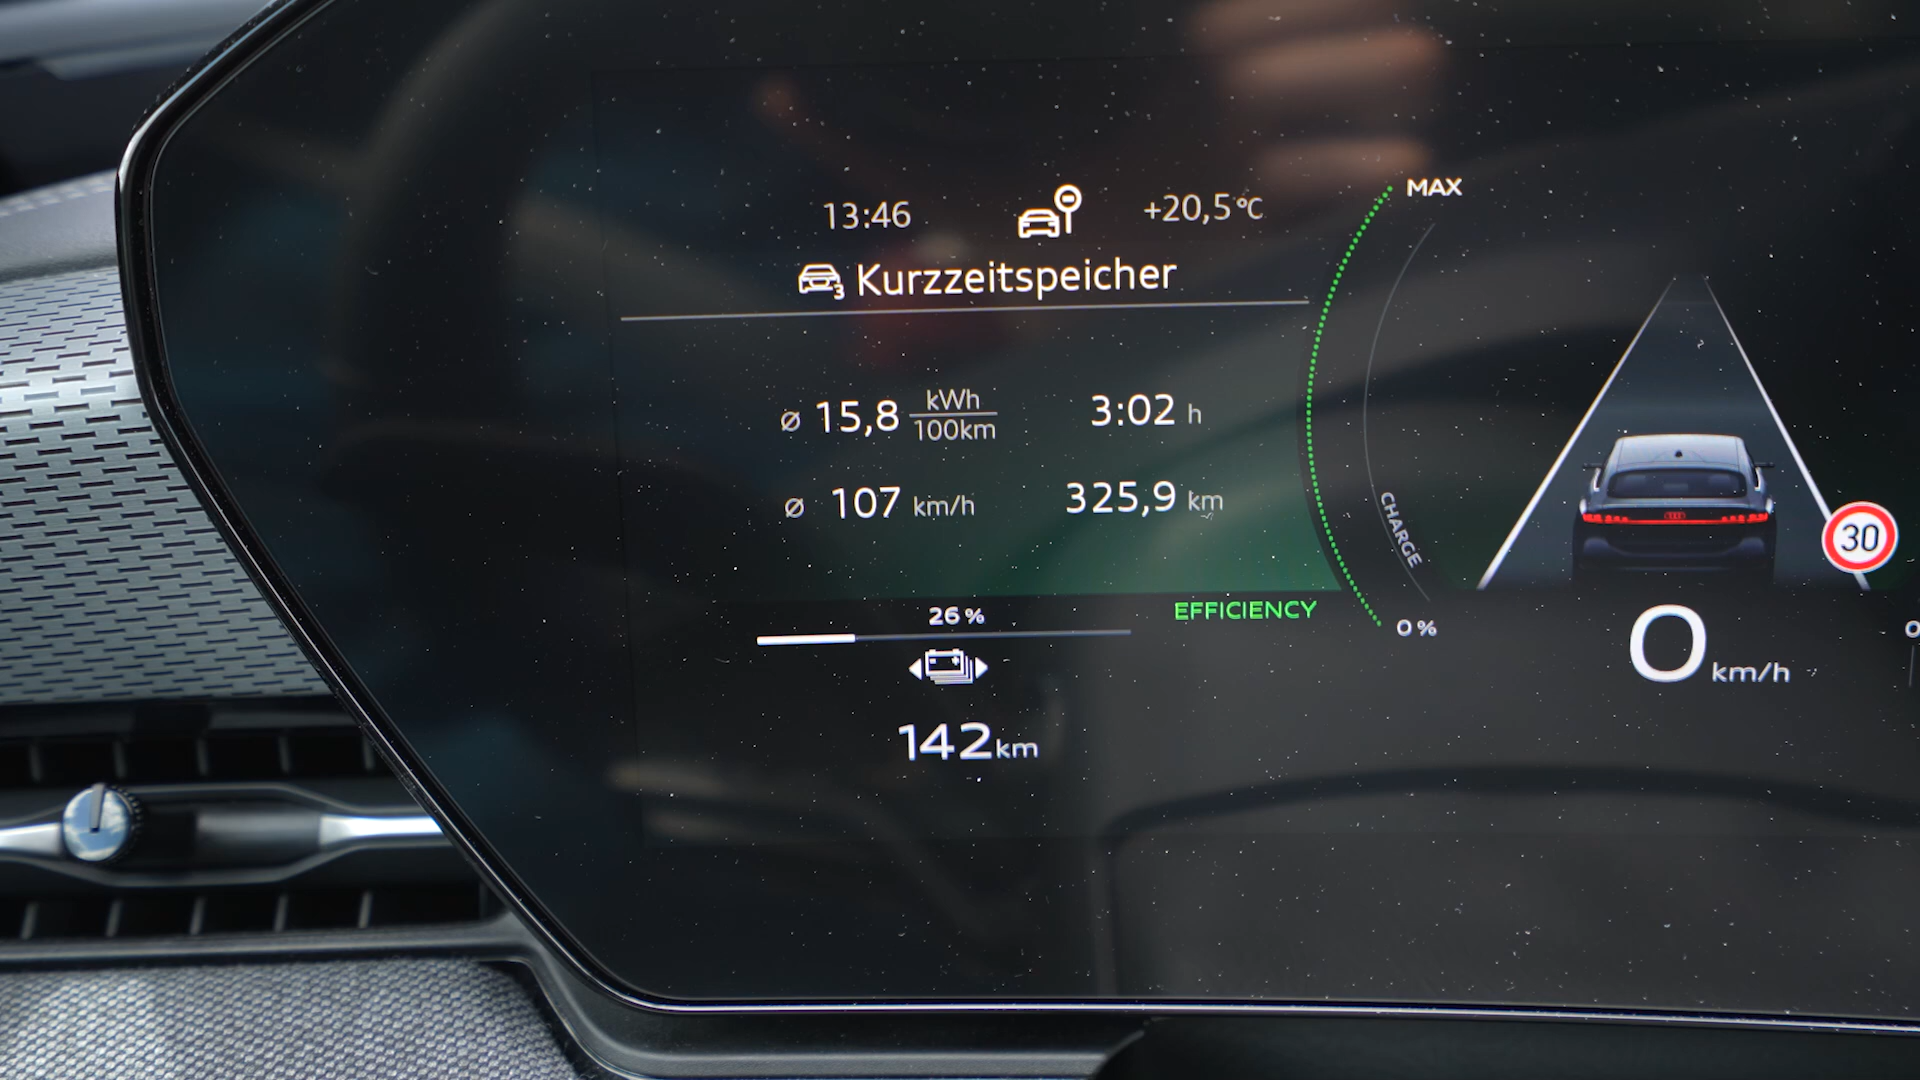 13:46 +20,5°C
3 Kurzzeitspeicher
ø 15,8 kWh/100km 3:02 h
ø 107 km/h 325,9 km
26 %
142 km
EFFICIENCY
MAX
CHARGE
0 %
30
0 km/h